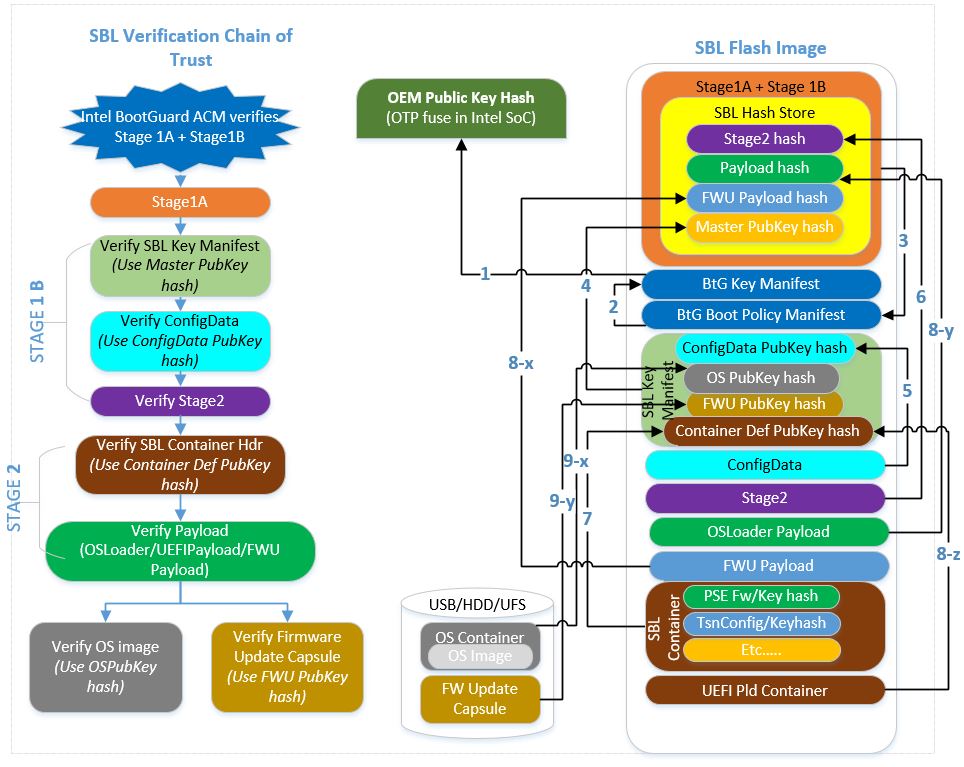 SBL Verification Chain of
Trust
Intel BootGuard ACM verifies
Stage 1A + Stage1B
Stage1A
Verify SBL Key Manifest
(Use Master PubKey
hash)
Verify ConfigData
(Use ConfigData PubKey
hash)
Verify Stage2
STAGE 1 B
Verify SBL Container Hdr
(Use Container Def PubKey
hash)
Verify Payload
(OSLoader/UEFIPayload/FWU
Payload)
STAGE 2
Verify OS image
(Use OSPubKey
hash)
Verify Firmware
Update Capsule
(Use FWU PubKey
hash)
OEM Public Key Hash
(OTP fuse in Intel SoC)
USB/HDD/UFS
OS Container
OS Image
FW Update
Capsule
1
2
3
4
5
6
7
8-x
8-y
8-z
9-x
9-y
SBL Flash Image
Stage1A + Stage 1B
SBL Hash Store
Stage2 hash
Payload hash
FWU Payload hash
Master PubKey hash
BtG Key Manifest
BtG Boot Policy Manifest
SBL Key
Manifest
ConfigData PubKey hash
OS PubKey hash
FWU PubKey hash
Container Def PubKey hash
ConfigData
Stage2
OSLoader Payload
FWU Payload
SBL
Container
PSE Fw/Key hash
TsnConfig/Keyhash
Etc.....
UEFI Pld Container